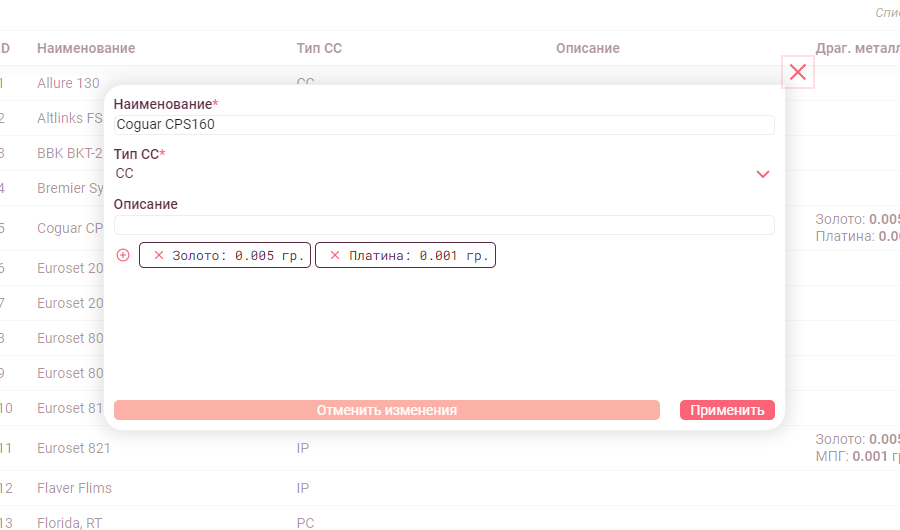 Спи
ID Наименование Тип СС Описание Драг. металл
1 Allure 130 СС
2 Altlinks FS
3 BBK BKT-2
4 Bremier Sy
5 Coguar CP Золото: 0.005
Платина: 0.00
6 Euroset 20
7 Euroset 20
8 Euroset 80
9 Euroset 80
10 Euroset 81
11 Euroset 821 IP Золото: 0.005
МПГ: 0.001 гр
12 Flaver Flims IP
13 Florida, RT PC
Наименование*
Coguar CPS160
Тип СС*
СС
Описание
Золото: 0.005 гр. Платина: 0.001 гр.
Отменить изменения Применить